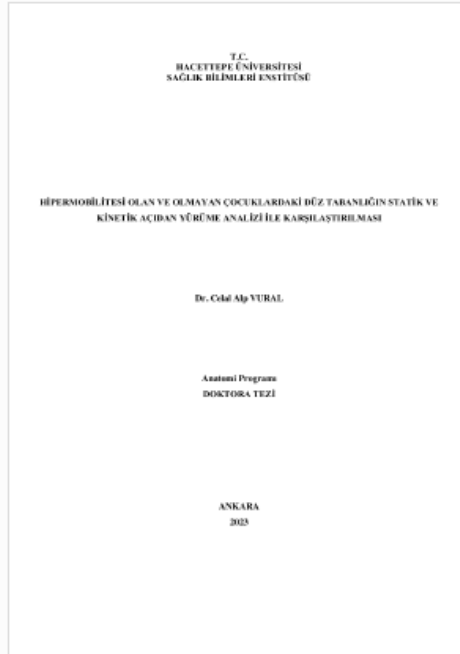 T.C.
HACETTEPE ÜNİVERSİTESİ
SAĞLIK BİLİMLERİ ENSTİTÜSÜ
HİPERMOBİLİTESİ OLAN VE OLMAYAN ÇOCUKLARDAKİ DÜZ TABANLIĞIN STATİK VE
KİNETİK AÇIDAN YÜRÜME ANALİZİ İLE KARŞILAŞTIRILMASI
Dr. Celal Alp VURAL
Anatomi Programı
DOKTORA TEZİ
ANKARA
2023